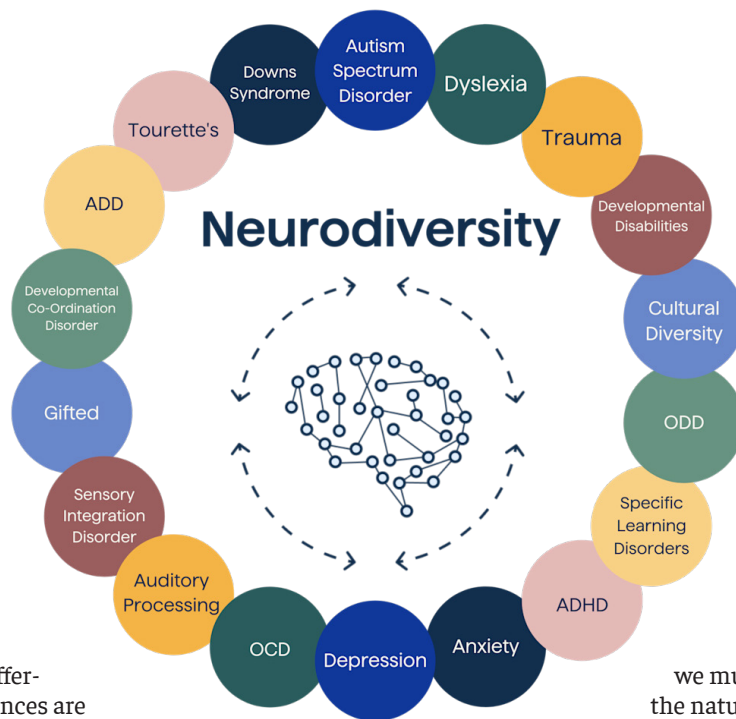 Autism
Spectrum
Disorder
Dyslexia
Trauma
Developmental
Disabilities
Cultural
Diversity
ODD
Specific
Learning
Disorders
ADHD
Anxiety
Depression
OCD
Auditory
Processing
Sensory
Integration
Disorder
Gifted
Developmental
Co-Ordination
Disorder
ADD
Tourette's
Downs
Syndrome
Neurodiversity
ffer-
nces are
we mu
the natu